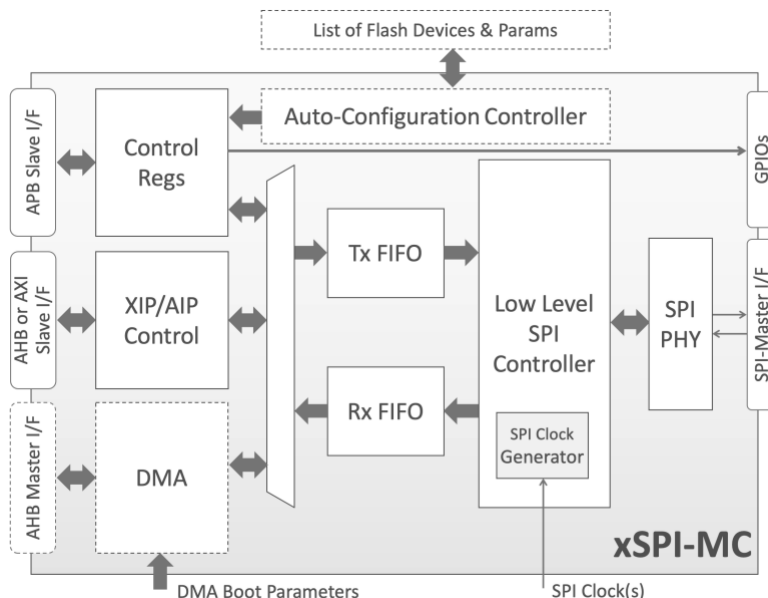 List of Flash Devices & Params
Auto-Configuration Controller
APB Slave I/F
Control
Regs
GPIOs
Tx FIFO
AHB or AXI
Slave I/F
XIP/AIP
Control
Low Level
SPI
Controller
SPI
PHY
SPI-Master I/F
Rx FIFO
SPI Clock
Generator
AHB Master I/F
DMA
xSPI-MC
DMA Boot Parameters
SPI Clock(s)